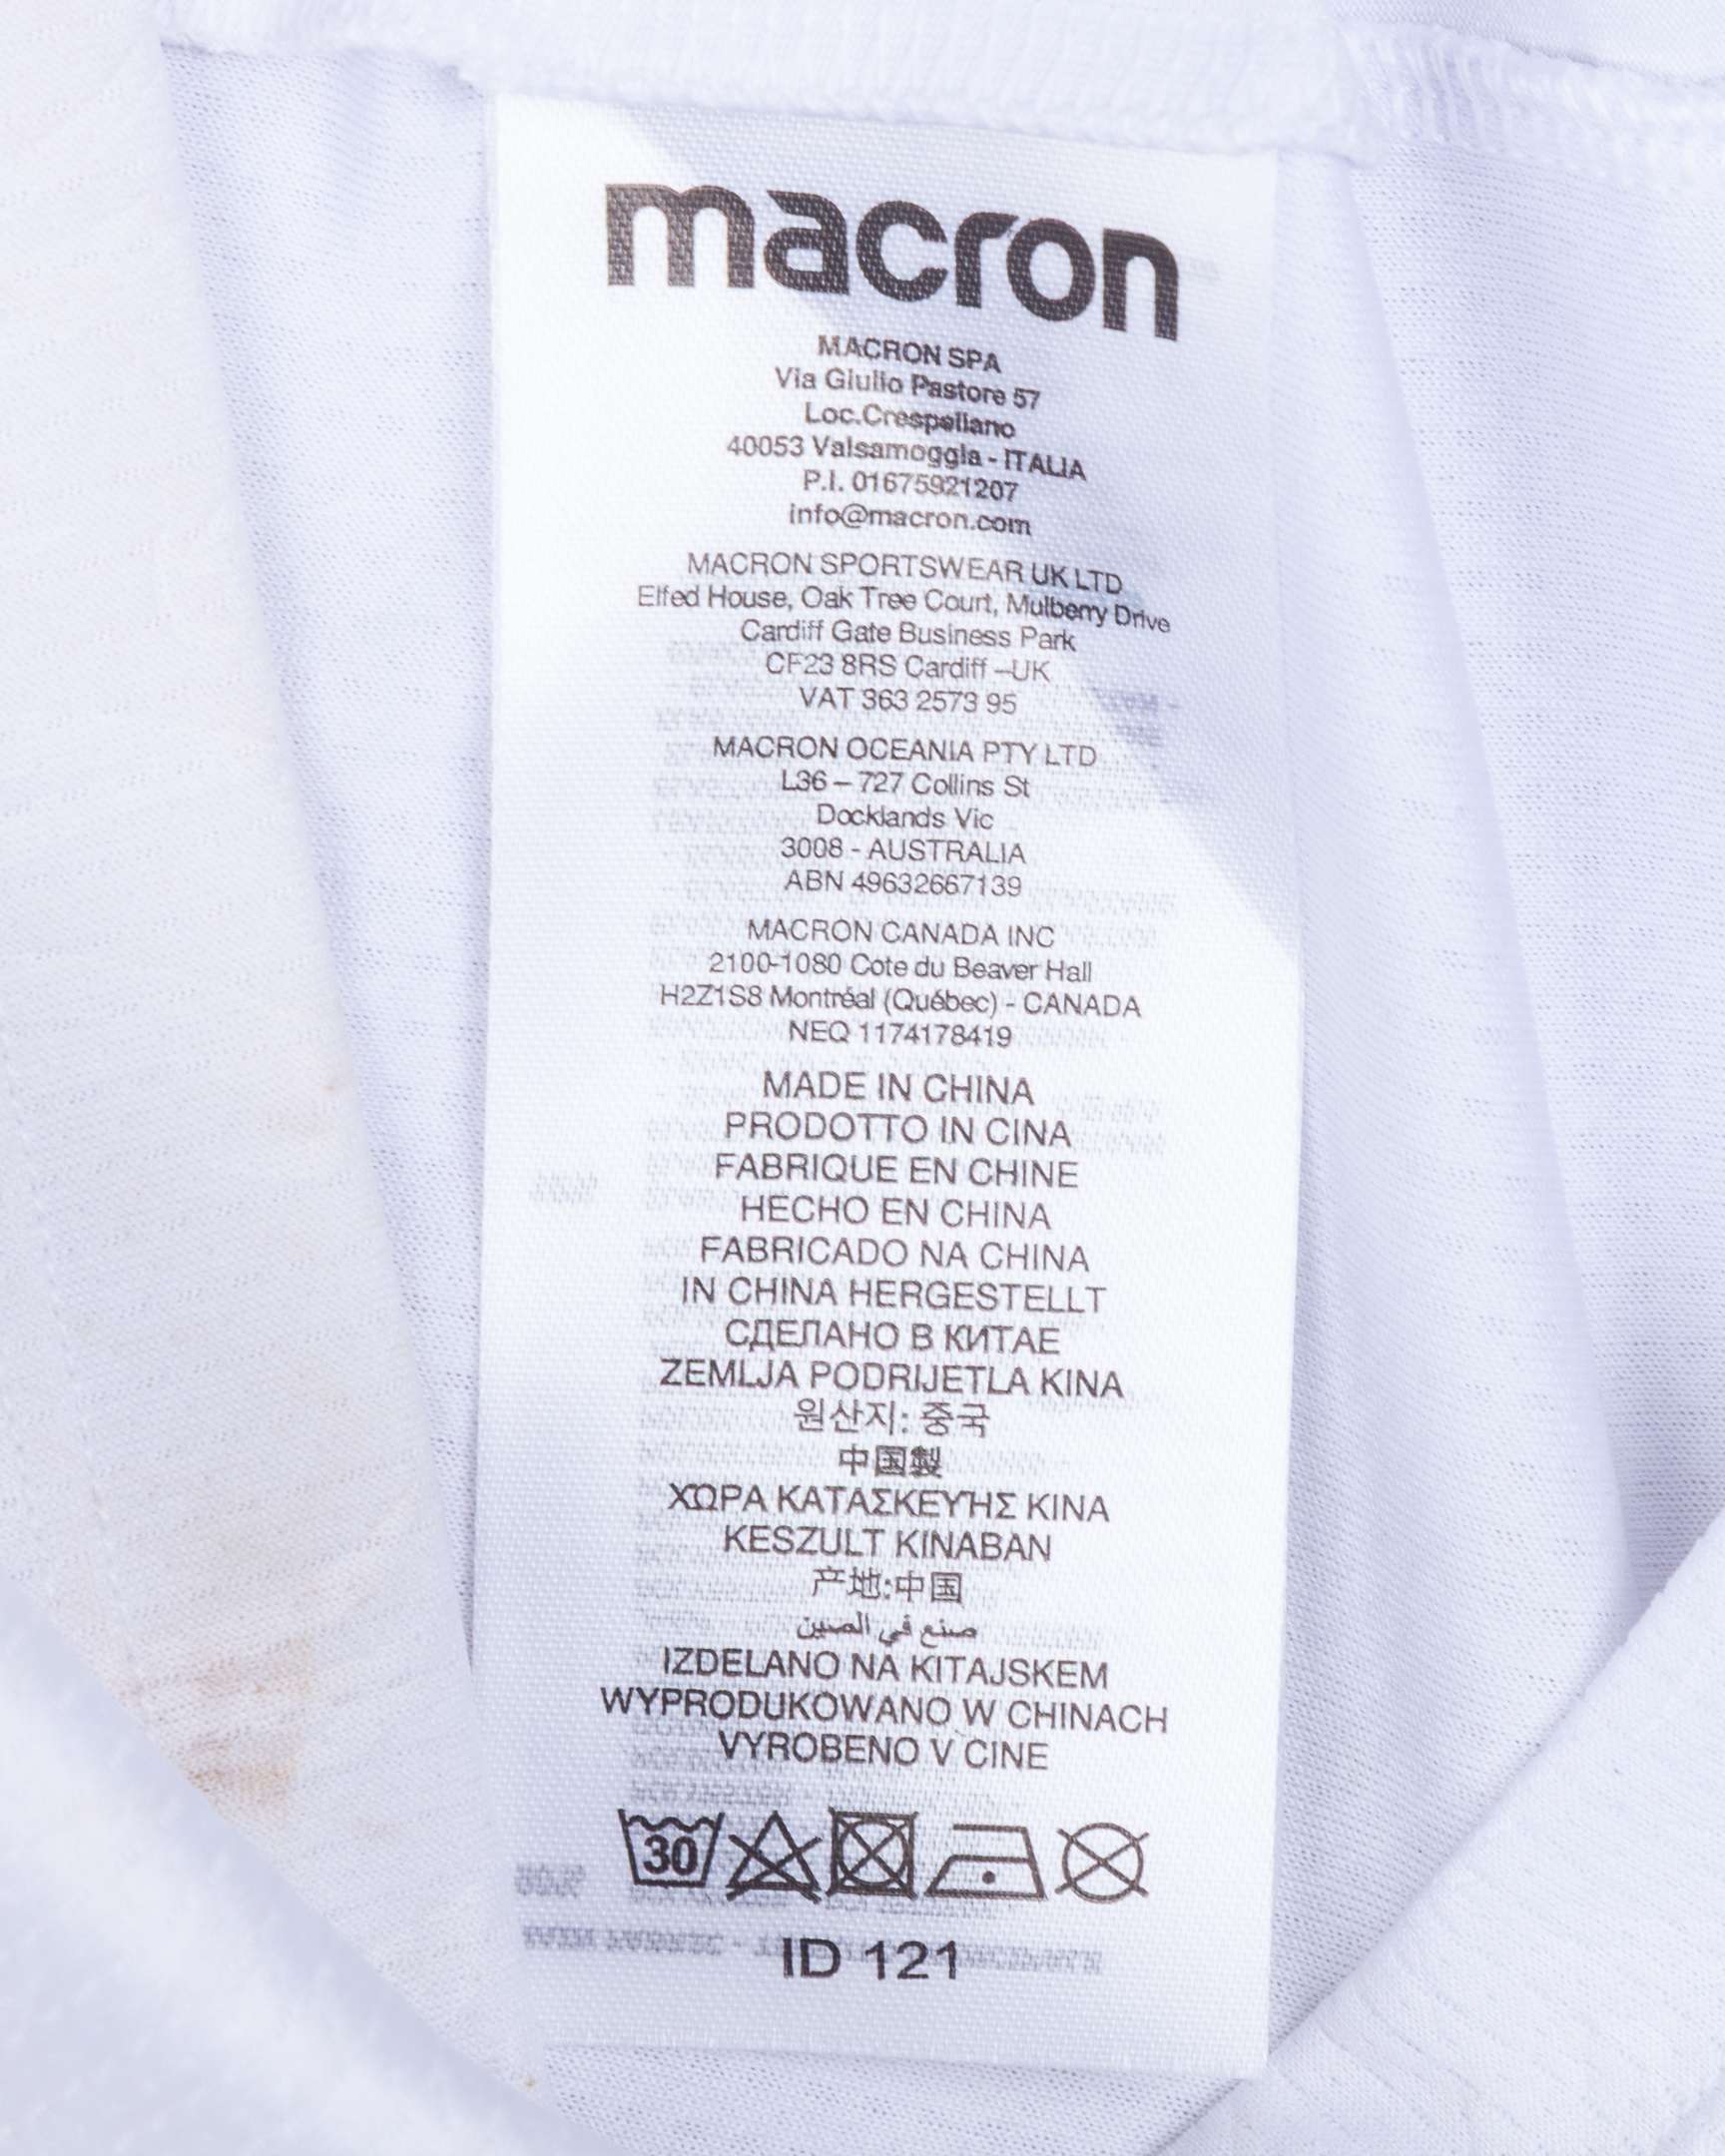 macron
MACRON SPA
Via Giulio Pastore 57
Loc.Crespellano
40053 Valsamoggia - ITALIA
P.I. 01675921207
info@macron.com
MACRON SPORTSWEAR UK LTD
Elfed House, Oak Tree Court, Mulberry Drive
Cardiff Gate Business Park
CF23 8RS Cardiff –UK
VAT 363 2573 95
MACRON OCEANIA PTY LTD
L36 – 727 Collins St
Docklands Vic
3008 - AUSTRALIA
ABN 49632667139
MACRON CANADA INC
2100-1080 Cote du Beaver Hall
H2Z1S8 Montréal (Québec) - CANADA
NEQ 1174178419
MADE IN CHINA
PRODOTTO IN CINA
FABRIQUE EN CHINE
HECHO EN CHINA
FABRICADO NA CHINA
IN CHINA HERGESTELLT
СДЕЛАНО В КИТАЕ
ZEMLJA PODRIJETLA KINA
원산지: 중국
中国製
ΧΩΡΑ ΚΑΤΑΣΚΕΥΉΣ ΚΙΝΑ
KESZULT KINABAN
产地:中国
صنع في الصين
IZDELANO NA KITAJSKEM
WYPRODUKOWANO W CHINACH
VYROBENO V CINE
30
ID 121